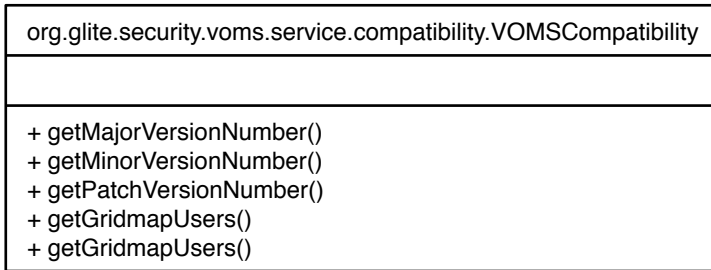 org.glite.security.voms.service.compatibility.VOMSCompatibility
+ getMajorVersionNumber()
+ getMinorVersionNumber()
+ getPatchVersionNumber()
+ getGridmapUsers()
+ getGridmapUsers()